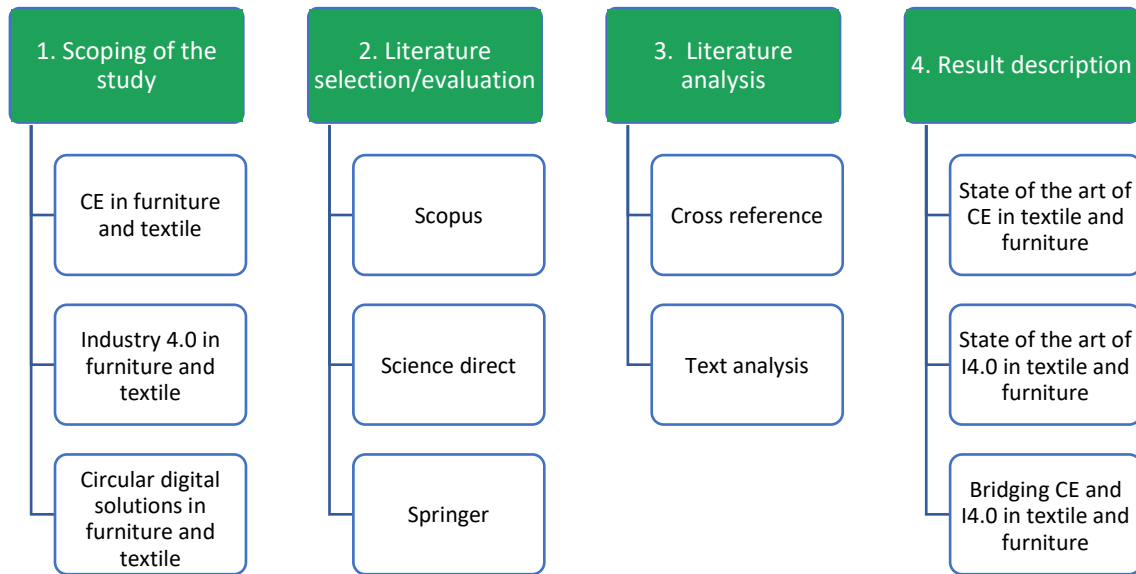 1. Scoping of the
study
CE in furniture
and textile
Industry 4.0 in
furniture and
textile
Circular digital
solutions in
furniture and
textile
2. Literature
selection/evaluation
Scopus
Science direct
Springer
3. Literature
analysis
Cross reference
Text analysis
4. Result description
State of the art of
CE in textile and
furniture
State of the art of
I4.0 in textile and
furniture
Bridging CE and
I4.0 in textile and
furniture